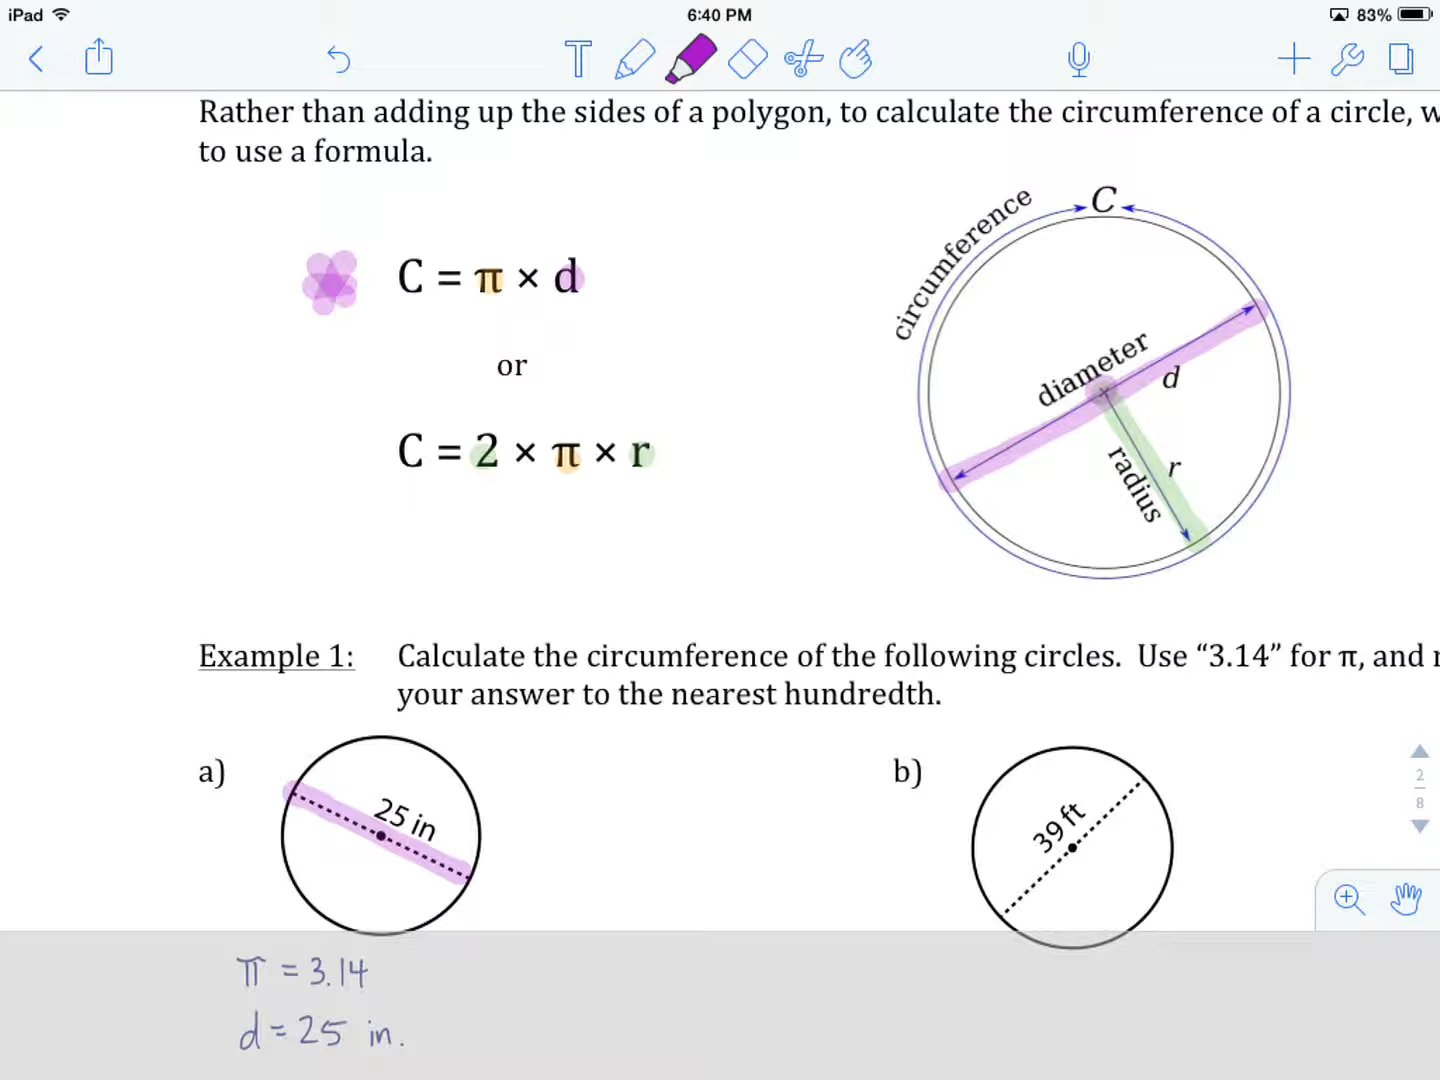 iPad 6:40 PM 83%
T
Rather than adding up the sides of a polygon, to calculate the circumference of a circle, w
to use a formula.
circumference
C
C = π × d
or
C = 2 × π × r
diameter
d
radius
r
Example 1: Calculate the circumference of the following circles. Use “3.14” for π, and
your answer to the nearest hundredth.
a)
25 in
b)
39 ft
2
8
π = 3.14
d = 25 in.